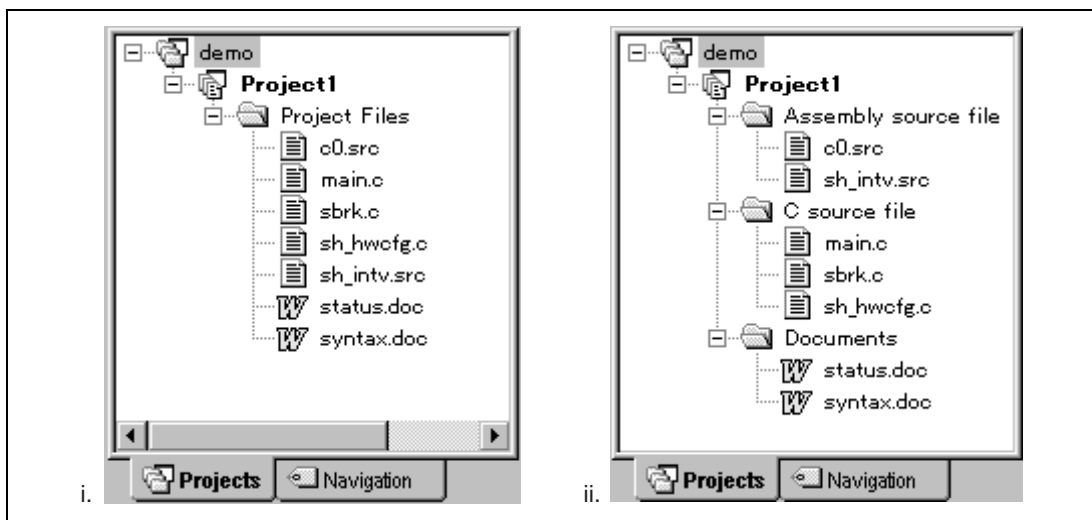 demo
Project1
Project Files
c0.src
main.c
sbrk.c
sh_hwcfg.c
sh_intv.src
status.doc
syntax.doc
Projects
Navigation
i.
demo
Project1
Assembly source file
c0.src
sh_intv.src
C source file
main.c
sbrk.c
sh_hwcfg.c
Documents
status.doc
syntax.doc
Projects
Navigation
ii.